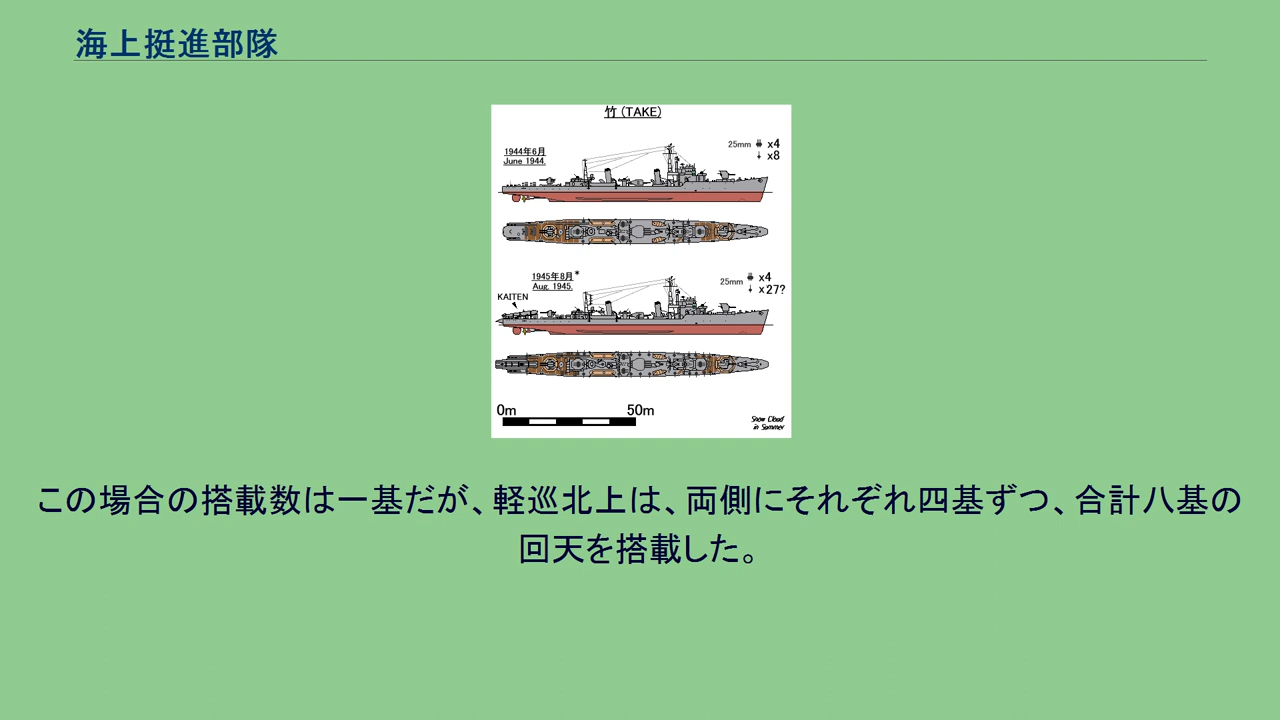 海上挺進部隊
竹 (TAKE)
1944年6月
June 1944.
25mm x4
x8
1945年8月*
Aug. 1945.
25mm x4
x27?
KAITEN
0m 50m
Snow Cloud
in Summer
この場合の搭載数は一基だが、軽巡北上は、両側にそれぞれ四基ずつ、合計八基の
回天を搭載した。